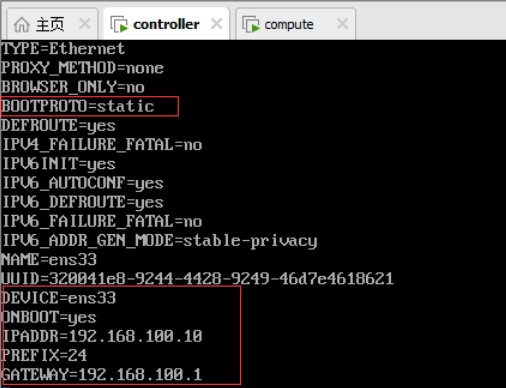 主页 controller compute
TYPE=Ethernet
PROXY_METHOD=none
BROWSER_ONLY=no
BOOTPROTO=static
DEFROUTE=yes
IPV4_FAILURE_FATAL=no
IPV6INIT=yes
IPV6_AUTOCONF=yes
IPV6_DEFROUTE=yes
IPV6_FAILURE_FATAL=no
IPV6_ADDR_GEN_MODE=stable-privacy
NAME=ens33
UUID=320041e8-9244-4428-9249-46d7e4618621
DEVICE=ens33
ONBOOT=yes
IPADDR=192.168.100.10
PREFIX=24
GATEWAY=192.168.100.1